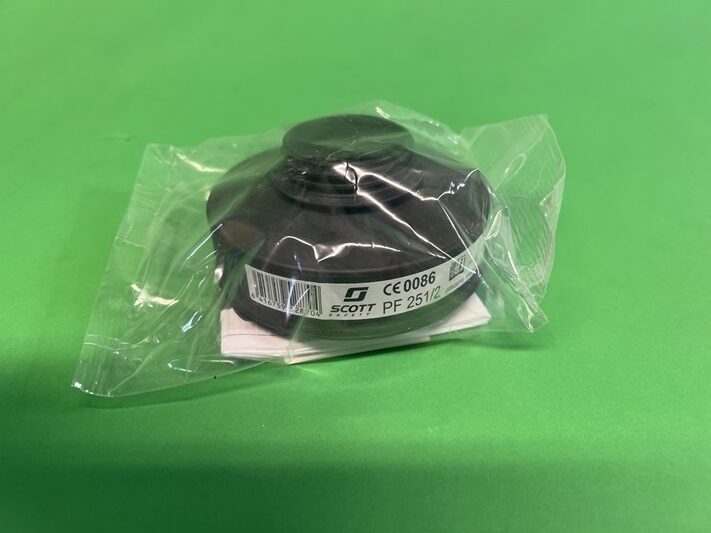 SCOTT
SAFETY
CE 0086
PF 251/2